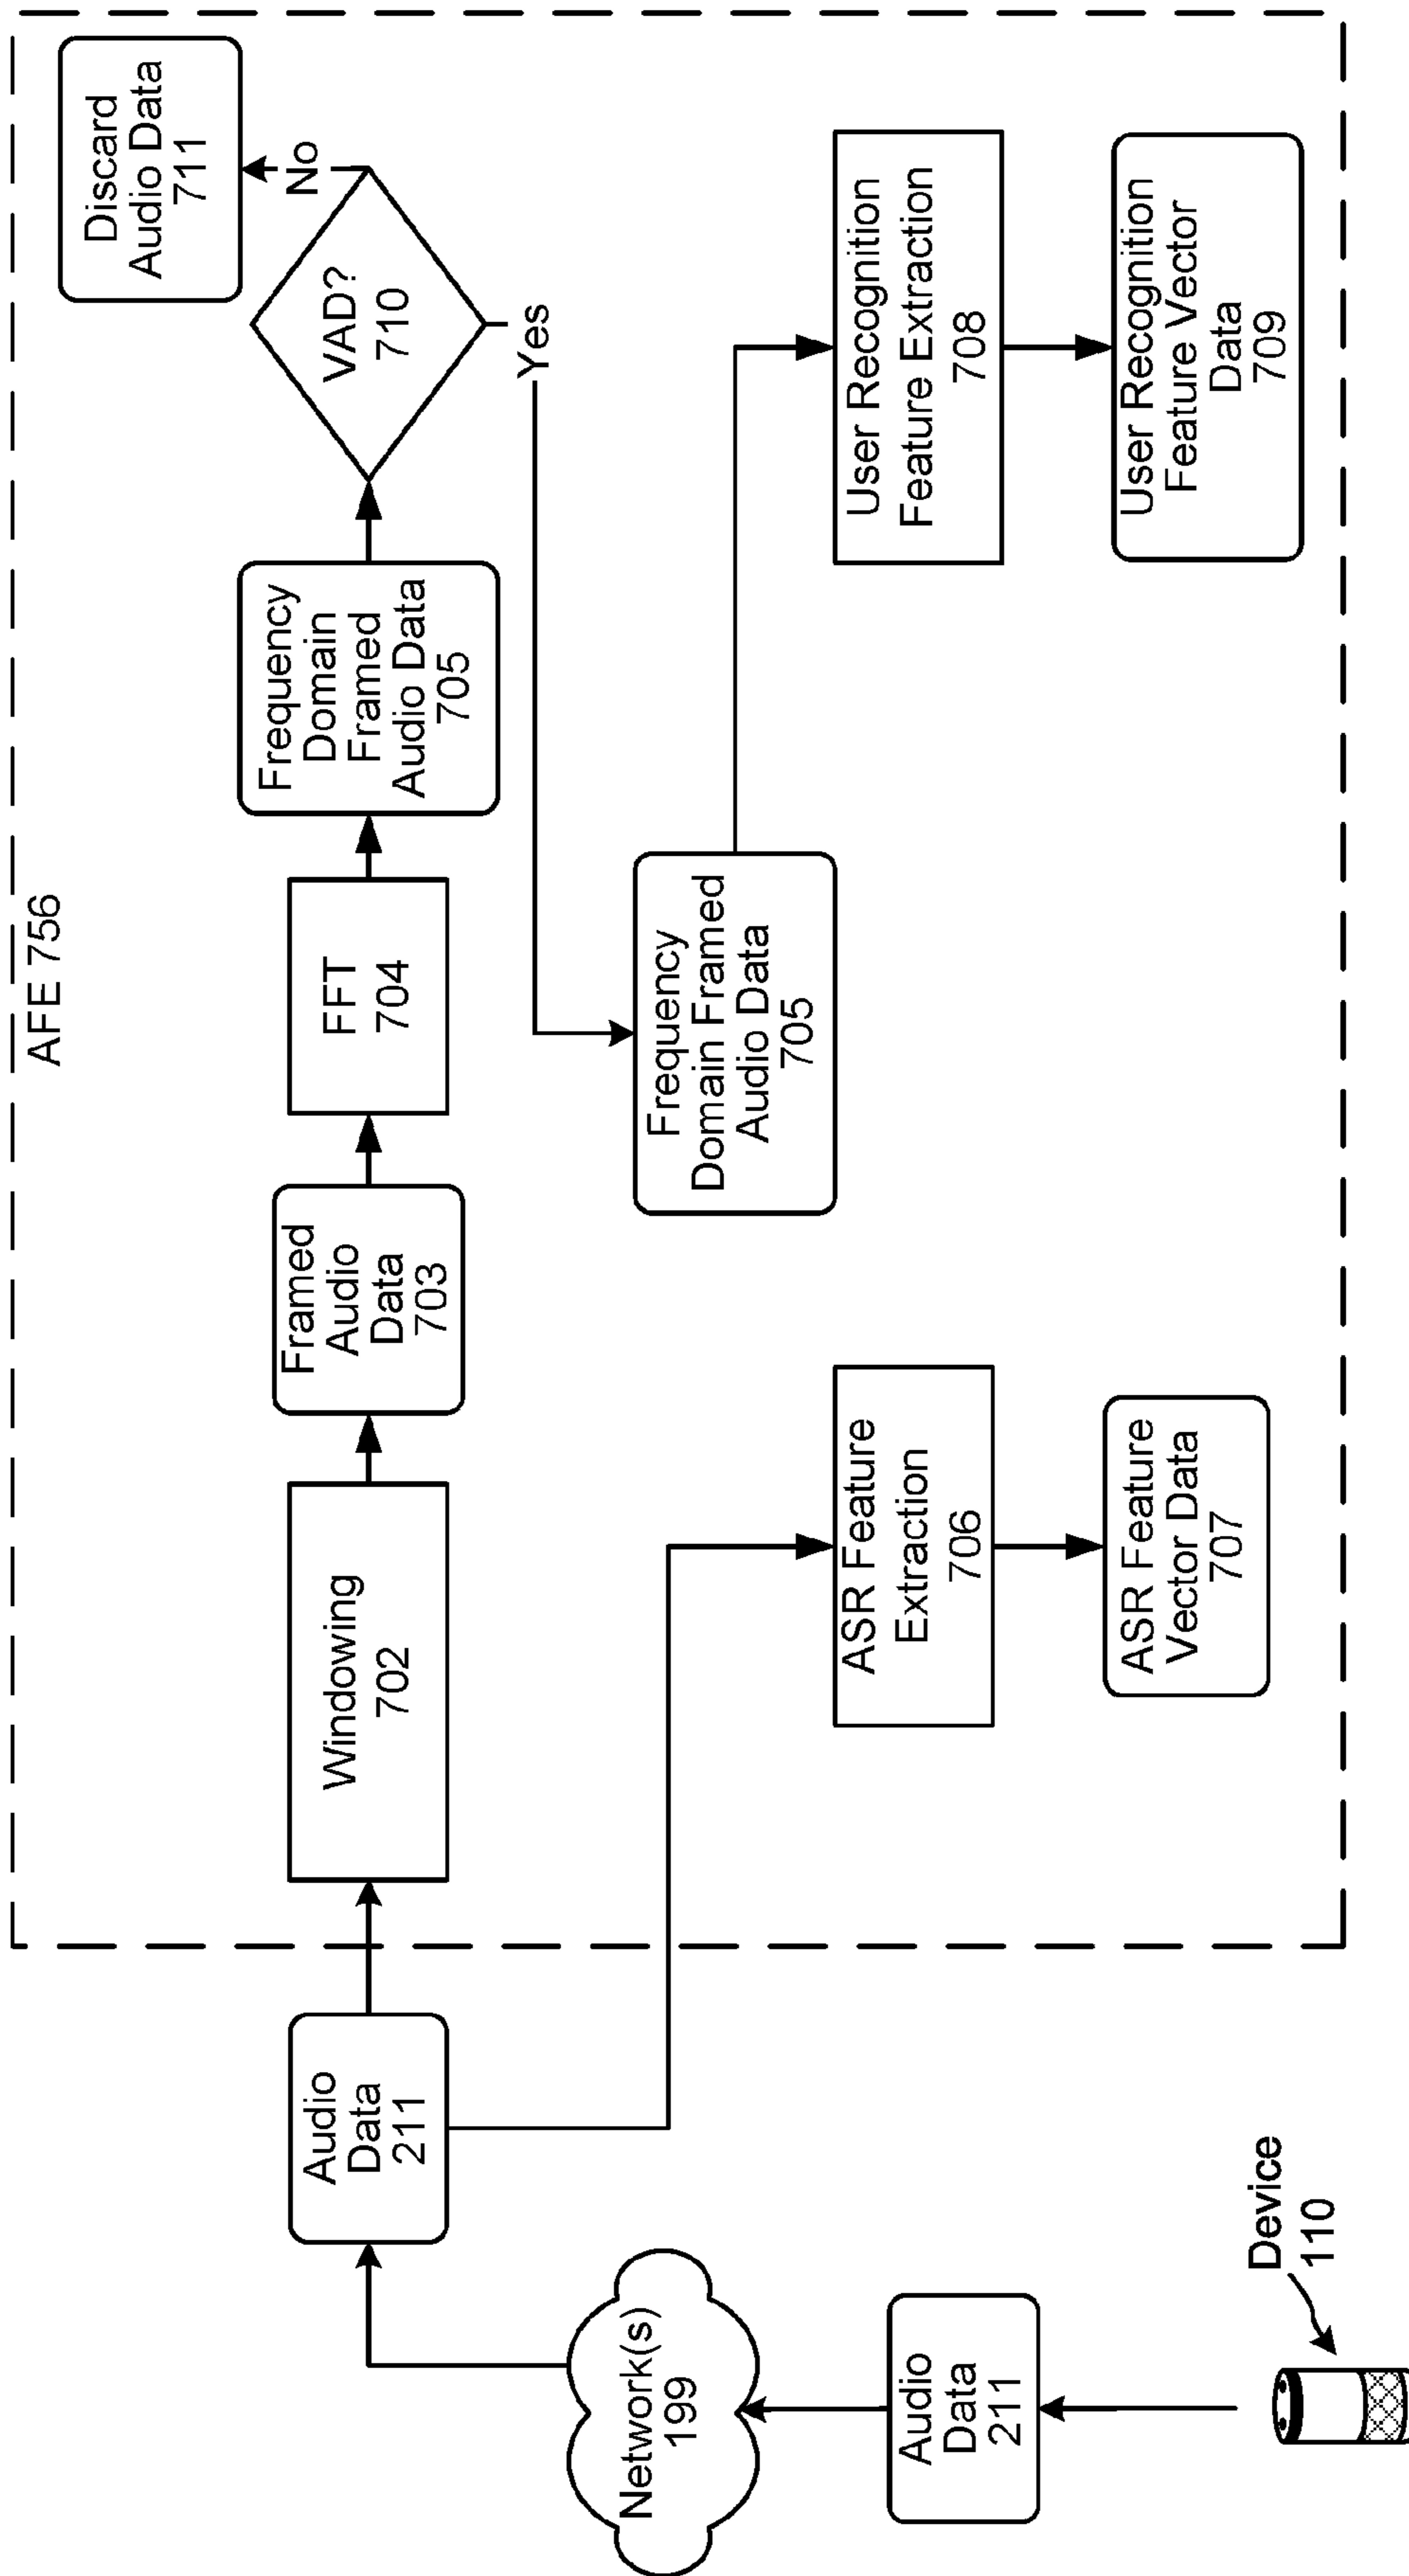 AFE 756
Device
110
Audio
Data
211
Network(s)
199
Audio
Data
211
Windowing
702
Framed
Audio
Data
703
FFT
704
Frequency
Domain
Framed
Audio Data
705
VAD?
710
No
Discard
Audio Data
711
Yes
Frequency
Domain Framed
Audio Data
705
ASR Feature
Extraction
706
ASR Feature
Vector Data
707
User Recognition
Feature Extraction
708
User Recognition
Feature Vector
Data
709